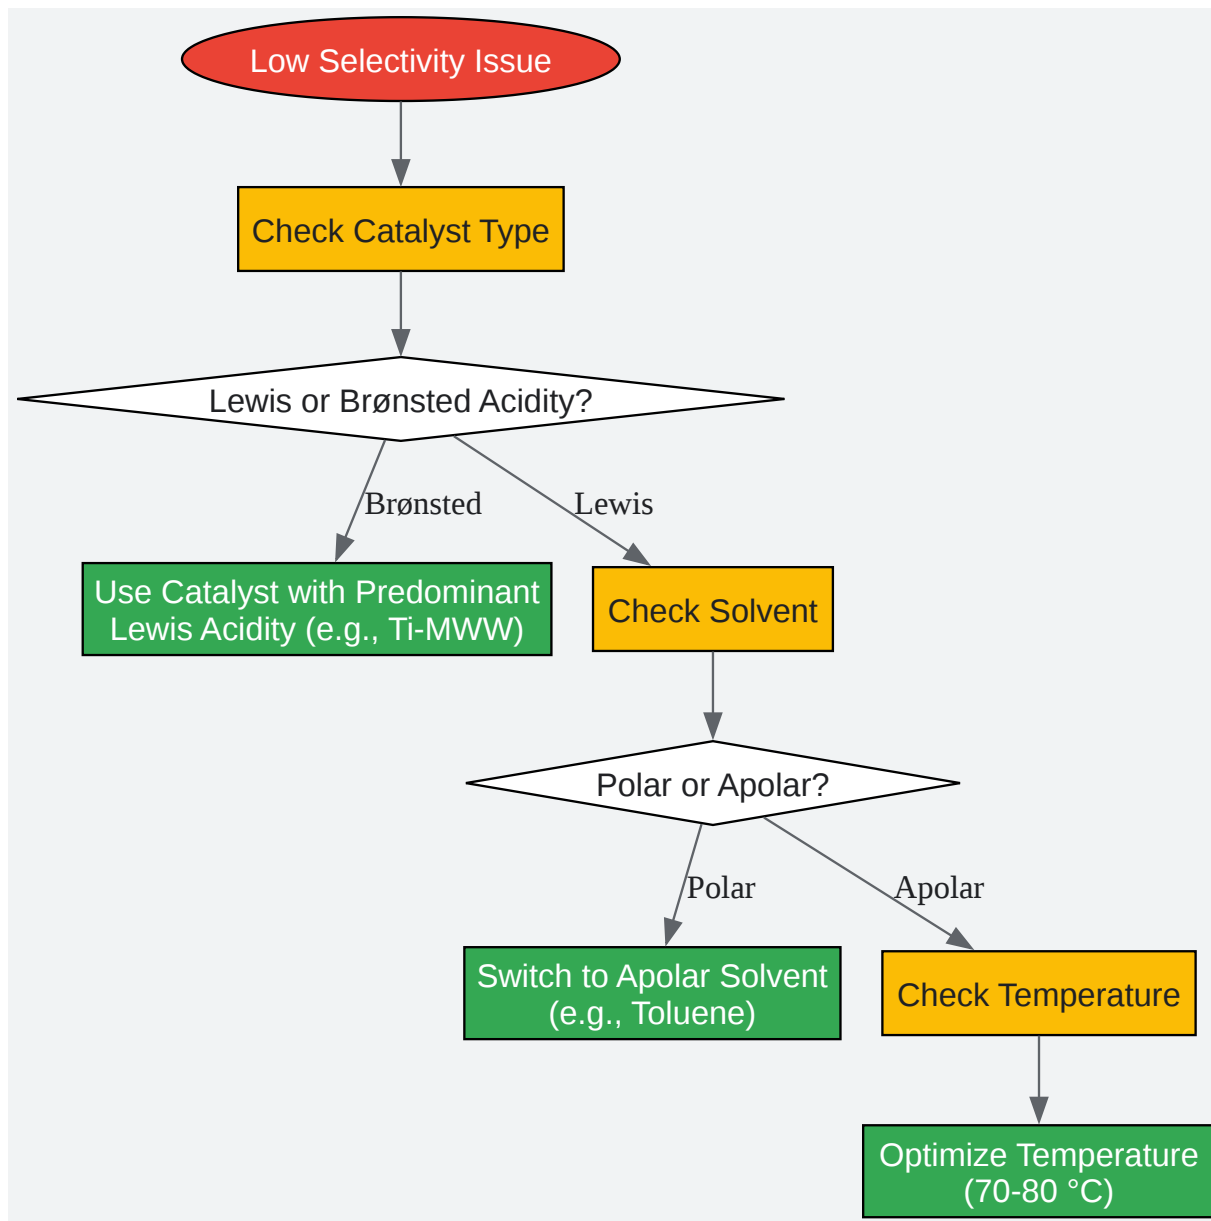 Low Selectivity Issue
Check Catalyst Type
Lewis or Brønsted Acidity?
Brønsted
Lewis
Use Catalyst with Predominant
Lewis Acidity (e.g., Ti-MWW)
Check Solvent
Polar or Apolar?
Polar
Apolar
Switch to Apolar Solvent
(e.g., Toluene)
Check Temperature
Optimize Temperature
(70-80 °C)